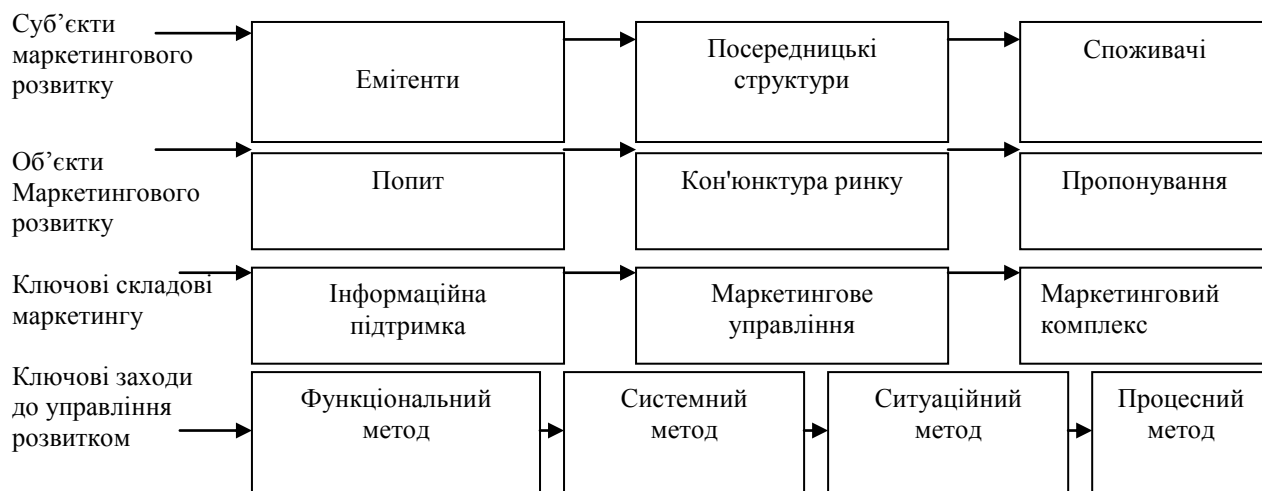 Суб’єкти
маркетингового
розвитку
Емітенти
Посередницькі
структури
Споживачі
Об’єкти
Маркетингового
розвитку
Попит
Кон'юнктура ринку
Пропонування
Ключові складові
маркетингу
Інформаційна
підтримка
Маркетингове
управління
Маркетинговий
комплекс
Ключові заходи
до управління
розвитком
Функціональний
метод
Системний
метод
Ситуаційний
метод
Процесний
метод